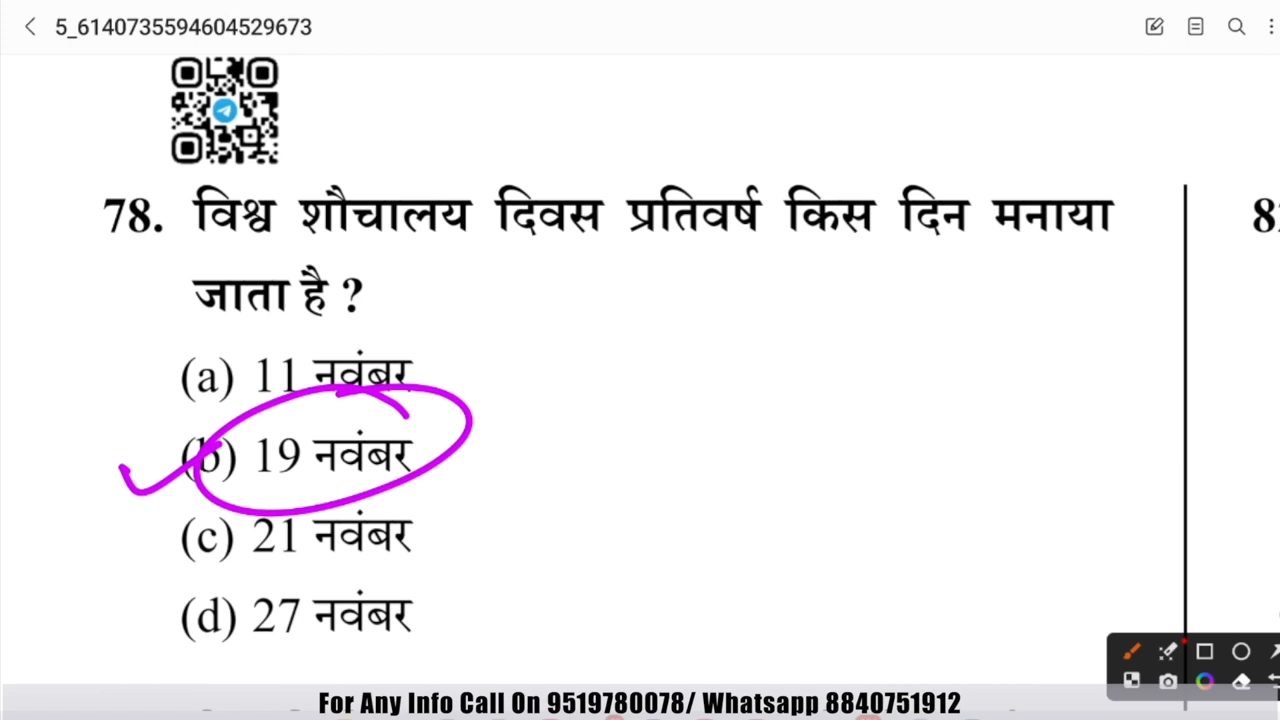 5_6140735594604529673
78. विश्व शौचालय दिवस प्रतिवर्ष किस दिन मनाया
जाता है ?
(a) 11 नवंबर
(b) 19 नवंबर
(c) 21 नवंबर
(d) 27 नवंबर
For Any Info Call On 9519780078/ Whatsapp 8840751912